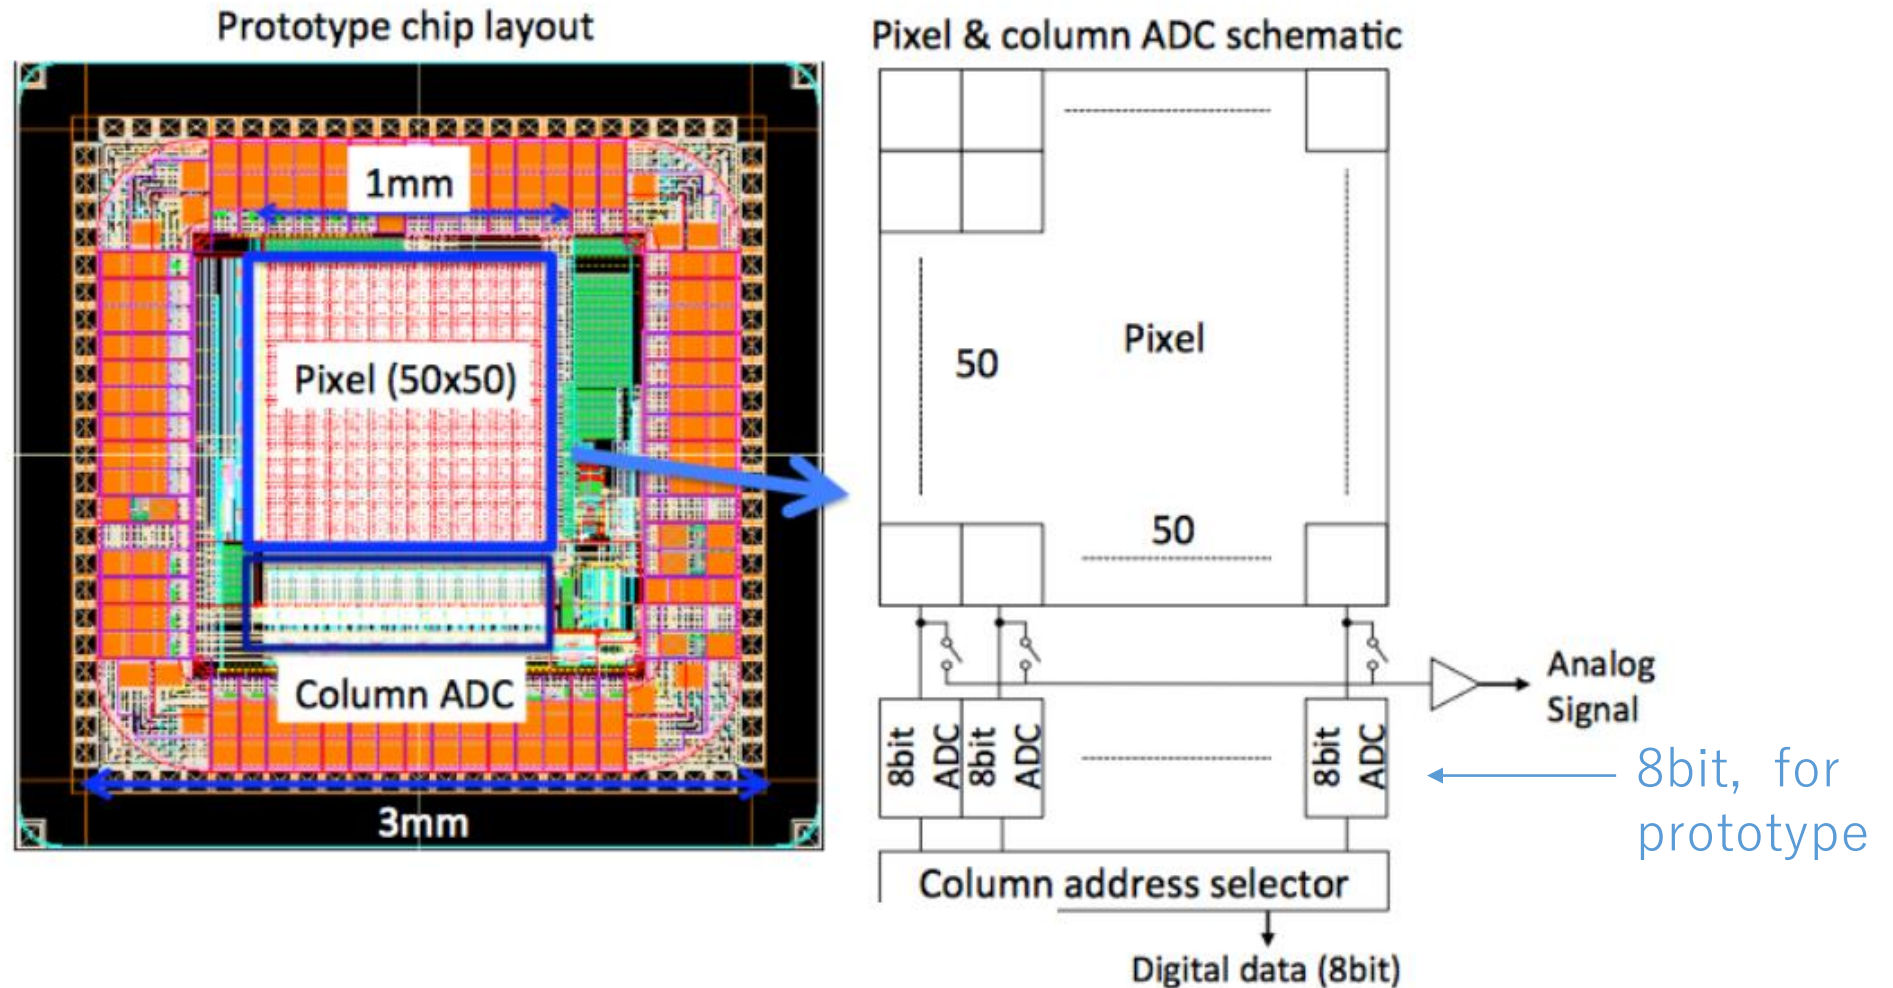 Prototype chip layout
1mm
Pixel (50x50)
Column ADC
3mm
Pixel & column ADC schematic
50
Pixel
50
Analog
Signal
8bit
ADC
8bit
ADC
8bit
ADC
8bit, for
prototype
Column address selector
Digital data (8bit)